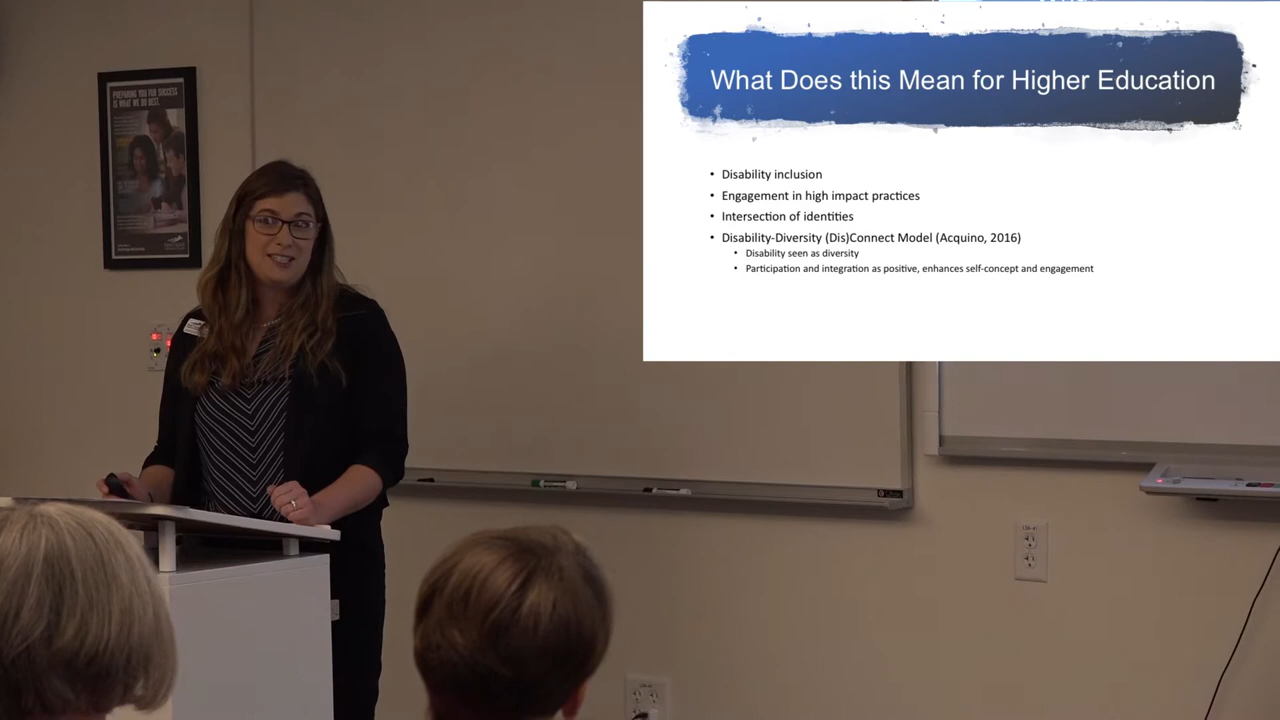 What Does this Mean for Higher Education
• Disability inclusion
• Engagement in high impact practices
• Intersection of identities
• Disability-Diversity (Dis)Connect Model (Acquino, 2016)
• Disability seen as diversity
• Participation and integration as positive, enhances self-concept and engagement
PREPARING YOU FOR SUCCESS
IS WHAT WE DO BEST.